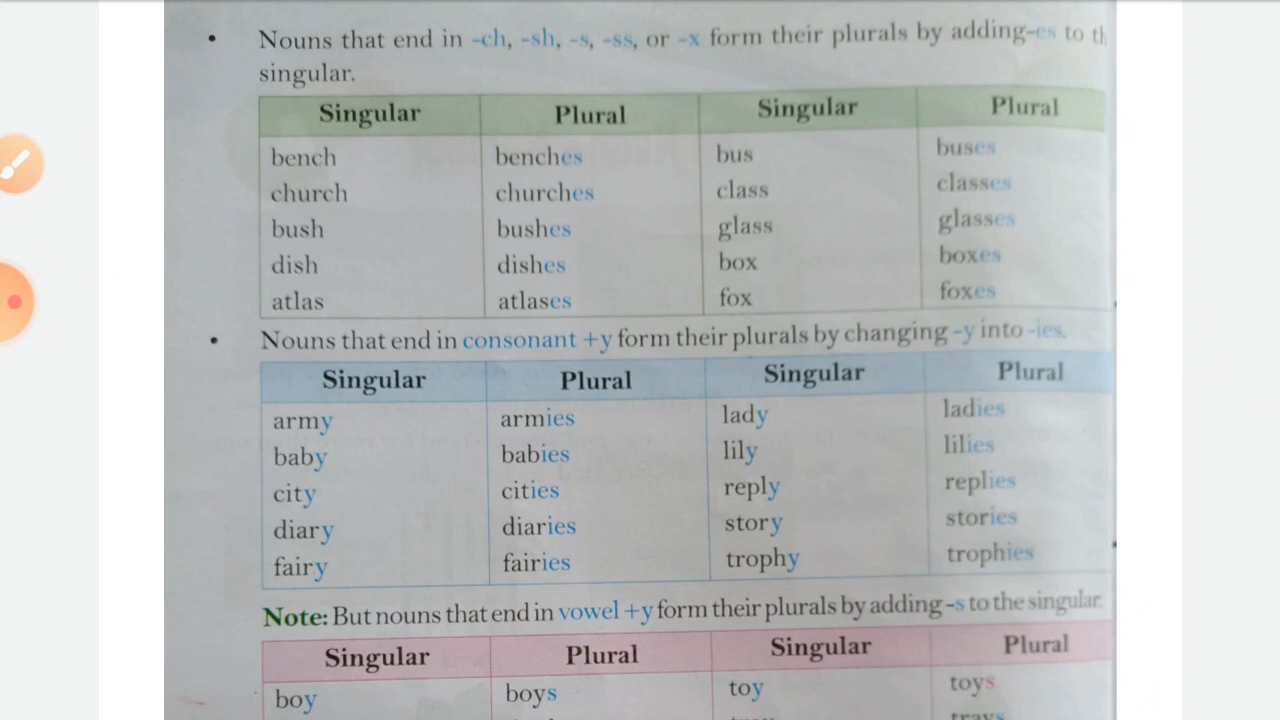 • Nouns that end in -ch, -sh, -s, -ss, or -x form their plurals by adding-es to th
singular.
Singular Plural Singular Plural
bench benches bus buses
church churches class classes
bush bushes glass glasses
dish dishes box boxes
atlas atlases fox foxes
• Nouns that end in consonant +y form their plurals by changing -y into -ies.
Singular Plural Singular Plural
army armies lady ladies
baby babies lily lilies
city cities reply replies
diary diaries story stories
fairy fairies trophy trophies
Note: But nouns that end in vowel +y form their plurals by adding -s to the singular.
Singular Plural Singular Plural
boy boys toy toys
trays